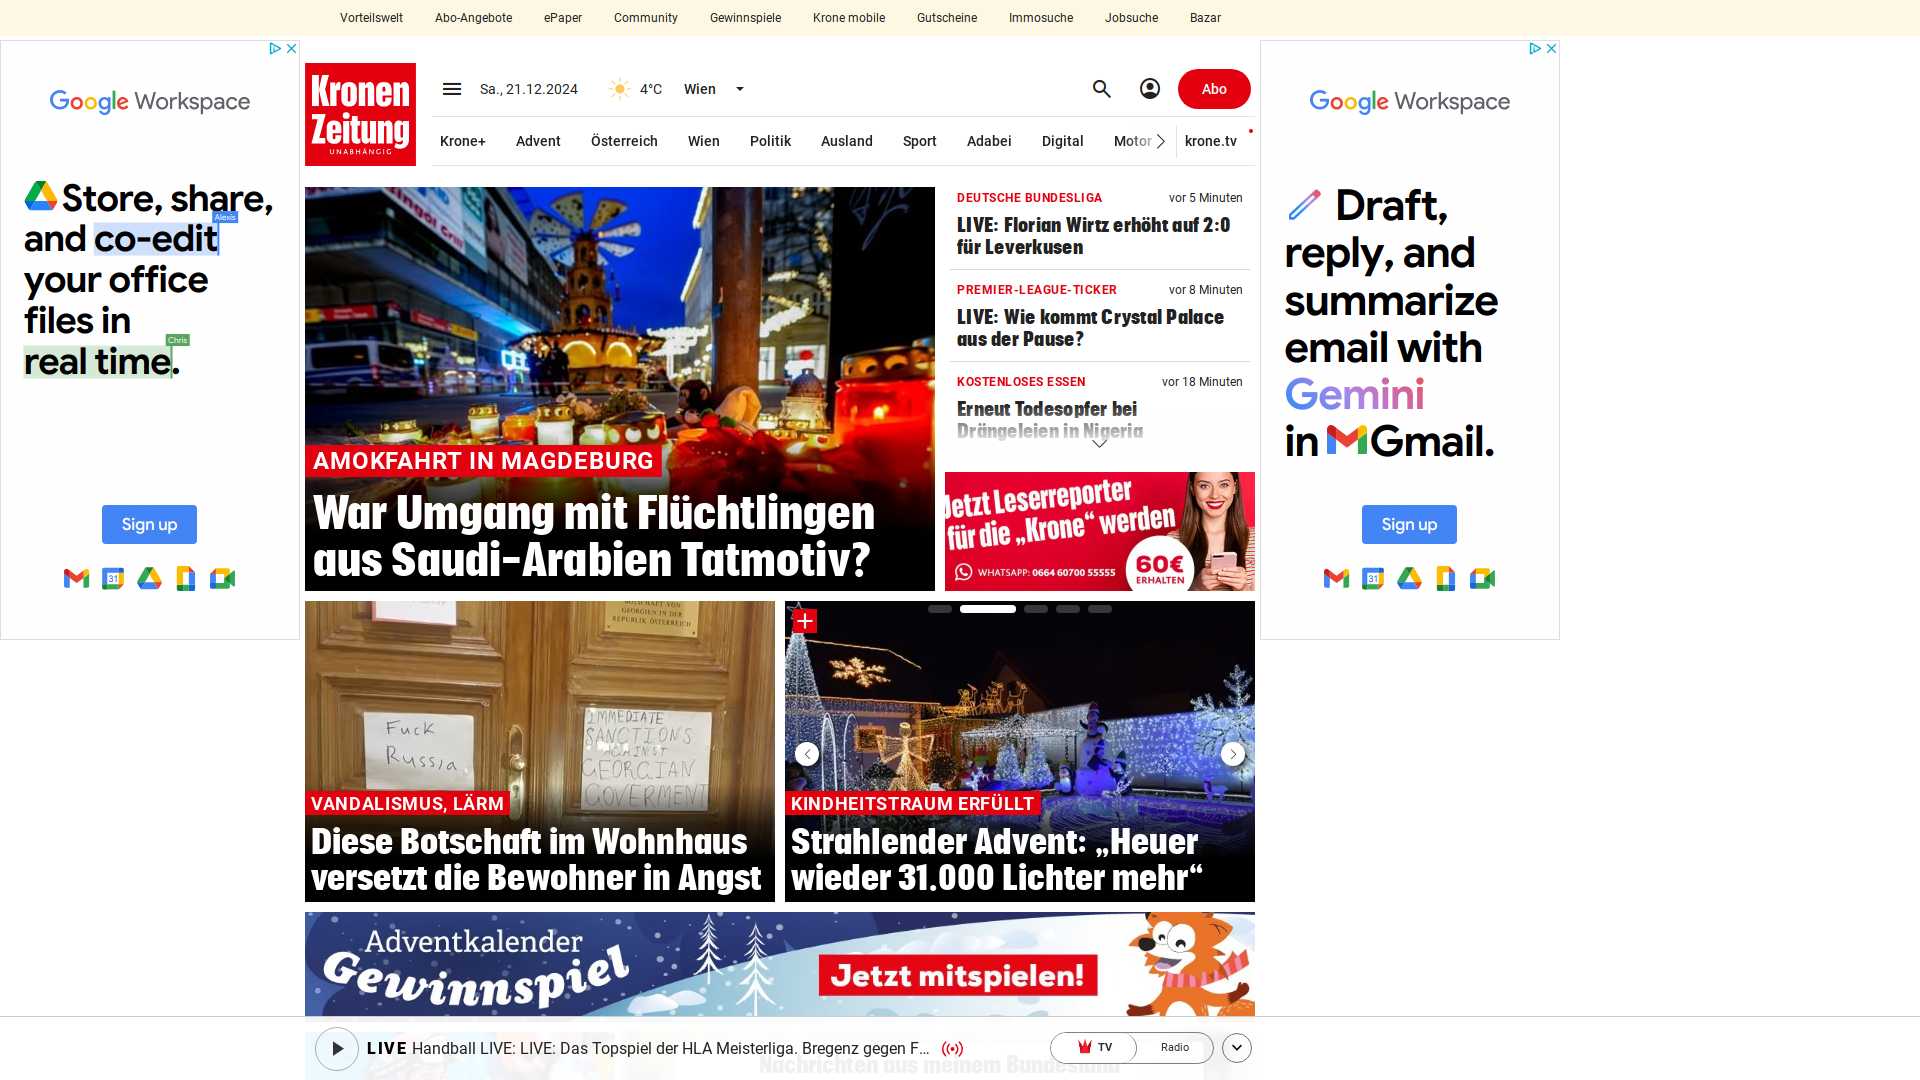 Vorteilswelt Abo-Angebote ePaper Community Gewinnspiele Krone mobile Gutscheine Immosuche Jobsuche Bazar
Kronen
Zeitung
UNABHÄNGIG
Sa., 21.12.2024 4°C Wien Abo
Krone+ Advent Österreich Wien Politik Ausland Sport Adabei Digital Motor krone.tv
Google Workspace
Store, share,
Alexis
and co-edit
your office
files in
Chris
real time.
Sign up
31
AMOKFAHRT IN MAGDEBURG
War Umgang mit Flüchtlingen
aus Saudi-Arabien Tatmotiv?
DEUTSCHE BUNDESLIGA vor 5 Minuten
LIVE: Florian Wirtz erhöht auf 2:0
für Leverkusen
PREMIER-LEAGUE-TICKER vor 8 Minuten
LIVE: Wie kommt Crystal Palace
aus der Pause?
KOSTENLOSES ESSEN vor 18 Minuten
Erneut Todesopfer bei
Drängeleien in Nigeria
Jetzt Leserreporter
für die „Krone“ werden
WHATSAPP: 0664 60700 55555
60€
ERHALTEN
Google Workspace
Draft,
reply, and
summarize
email with
Gemini
in Gmail.
Sign up
31
GEORGIEN IN DER
REPUBLIK ÖSTERREICH
Fuck
Russia
IMMEDIATE
SANCTIONS
AGAINST
GEORGIAN
GOVERMENT
VANDALISMUS, LÄRM
Diese Botschaft im Wohnhaus
versetzt die Bewohner in Angst
KINDHEITSTRAUM ERFÜLLT
Strahlender Advent: „Heuer
wieder 31.000 Lichter mehr“
Adventkalender
Gewinnspiel
Jetzt mitspielen!
LIVE Handball LIVE: LIVE: Das Topspiel der HLA Meisterliga. Bregenz gegen F... TV Radio
Nachrichten aus meinem Bundesland